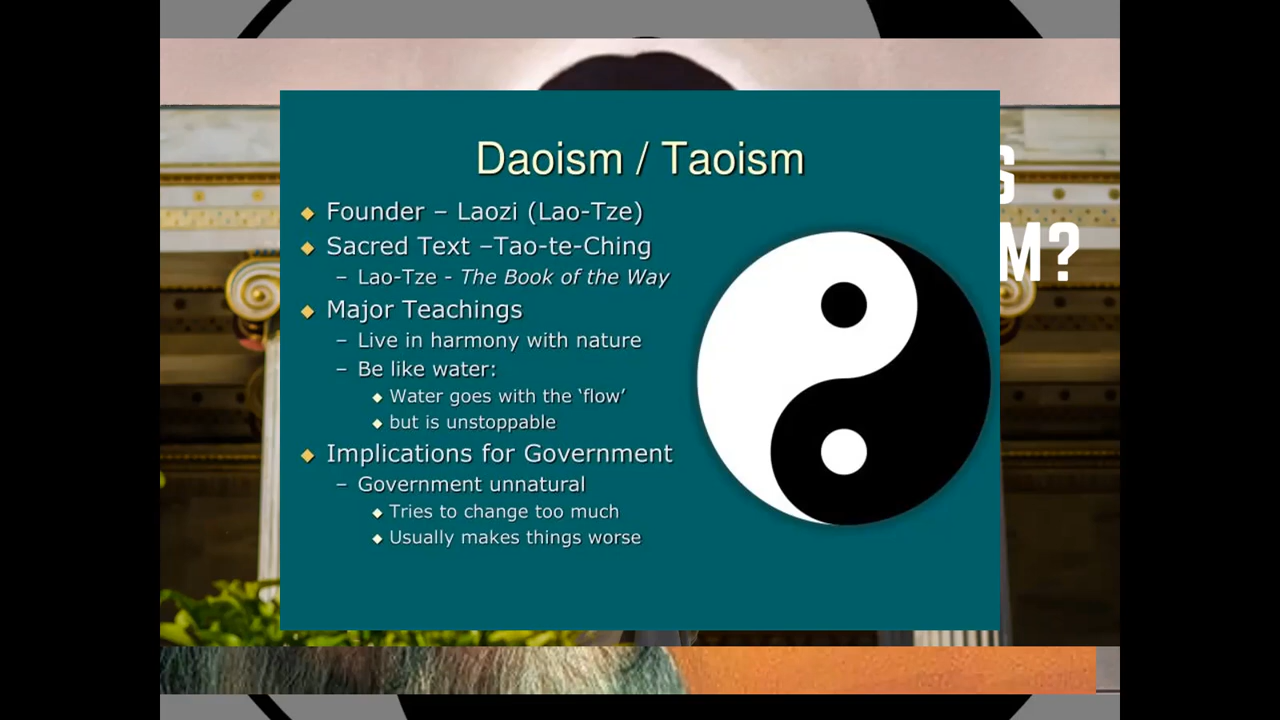 Daoism / Taoism
◆ Founder – Laozi (Lao-Tze)
◆ Sacred Text –Tao-te-Ching
– Lao-Tze - The Book of the Way
◆ Major Teachings
– Live in harmony with nature
– Be like water:
◆ Water goes with the ‘flow’
◆ but is unstoppable
◆ Implications for Government
– Government unnatural
◆ Tries to change too much
◆ Usually makes things worse